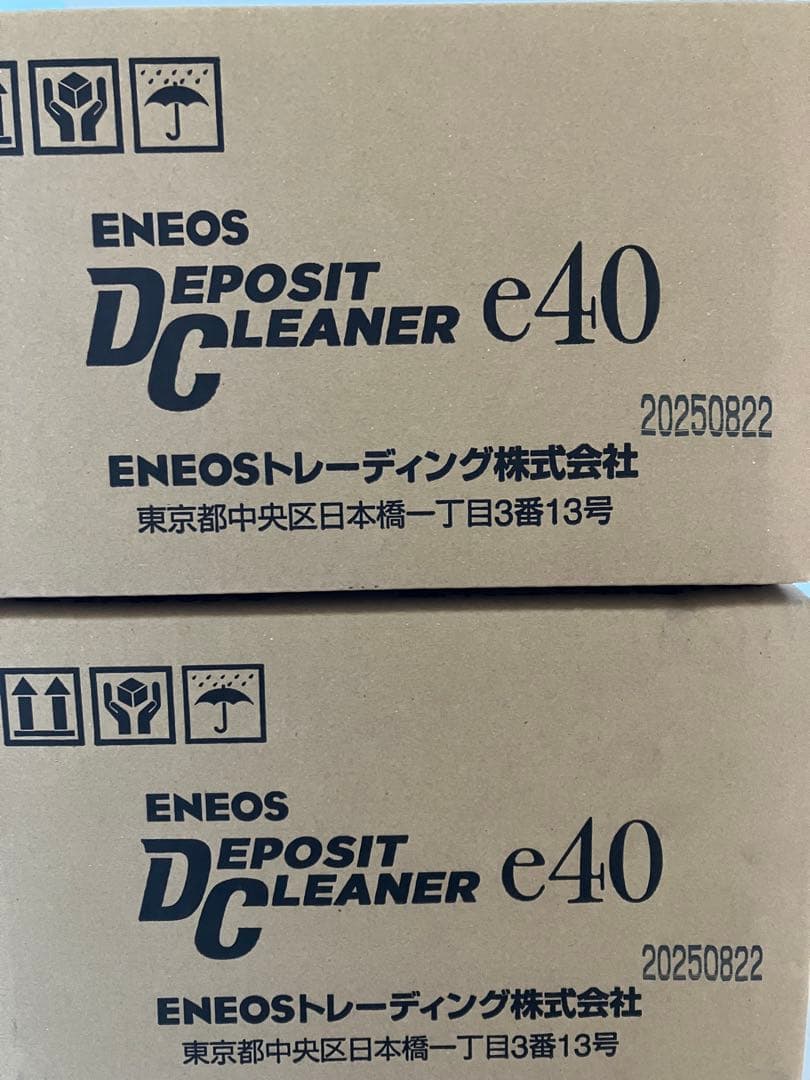 ENEOS
DEPOSIT
CLEANER e40
20250822
ENEOSトレーディング株式会社
東京都中央区日本橋一丁目3番13号
ENEOS
DEPOSIT
CLEANER e40
20250822
ENEOSトレーディング株式会社
東京都中央区日本橋一丁目3番13号